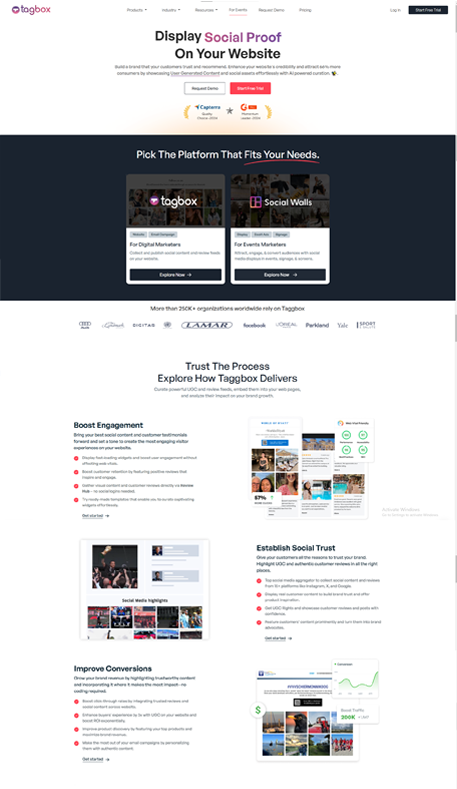 tagbox
Products
Industry
Resources
For Events
Request Demo
Pricing
Log in
Start Free Trial
Display Social Proof
On Your Website
Build a brand that your customers trust and recommend. Enhance your website's credibility and attract even more
consumers by showcasing User Generated Content and social assets effortlessly with AI powered curation.
Request Demo
Start Free Trial
Capterra
Quality
Choice, 2024
Momentum
Leader, 2024
Pick The Platform That Fits Your Needs.
tagbox
Social Walls
Website
Email Campaign
For Digital Marketers
Collect and publish social content and review feeds
on your website.
Explore Now →
Display
Signage
For Events Marketers
Attract, engage, & convert audiences with social
media displays in events, signage, & screens.
Explore Now →
More than 250K+ organizations worldwide rely on Taggbox
Audi
DIGITAS
LAMAR
facebook
L'OREAL
Parkland
Yale
SPORT
Trust The Process
Explore How Taggbox Delivers
Curate powerful UGC and review feeds, embed them into your web pages,
and analyze their impact on your brand growth.
Boost Engagement
Bring your best social content and customer testimonials
forward and set a tone to create the most engaging visitor
experiences on your website.
Display fast-loading widgets and boost user engagement without
affecting web vitals.
Boost customer retention by featuring positive reviews that
inspire and engage.
Gather visual content and customer reviews directly via
Hub - no social logins needed.
Try ready-made templates that enable you to curate captivating
widgets effortlessly.
Get started →
57%
Activate Windows
Establish Social Trust
Give your customers all the reasons to trust your brand.
Highlight UGC and authentic customer reviews in all the right
places.
Top social media aggregator to collect social content and reviews
from 15+ platforms like Instagram, X, and Google.
Display real customer content to build brand trust and offer
product inspiration.
Get UGC Rights and showcase customer reviews and posts with
confidence.
Feature customers' content prominently and turn them into brand
advocates.
Get started →
Social Media highlights
Improve Conversions
Grow your brand revenue by highlighting trustworthy content
and incorporating it where it makes the most impact- no
coding required.
Boost sales through native by integrating trusted reviews and
social content across your website.
Enhance buyers' experience by 3x with UGC on your website and
boost ROI exponentially.
Improve product discovery by featuring your top products and
maximize brand revenue.
Make the most out of your email campaigns by personalizing
them with authentic content.
Get started →
Conversions
Social Traffic
300K
$